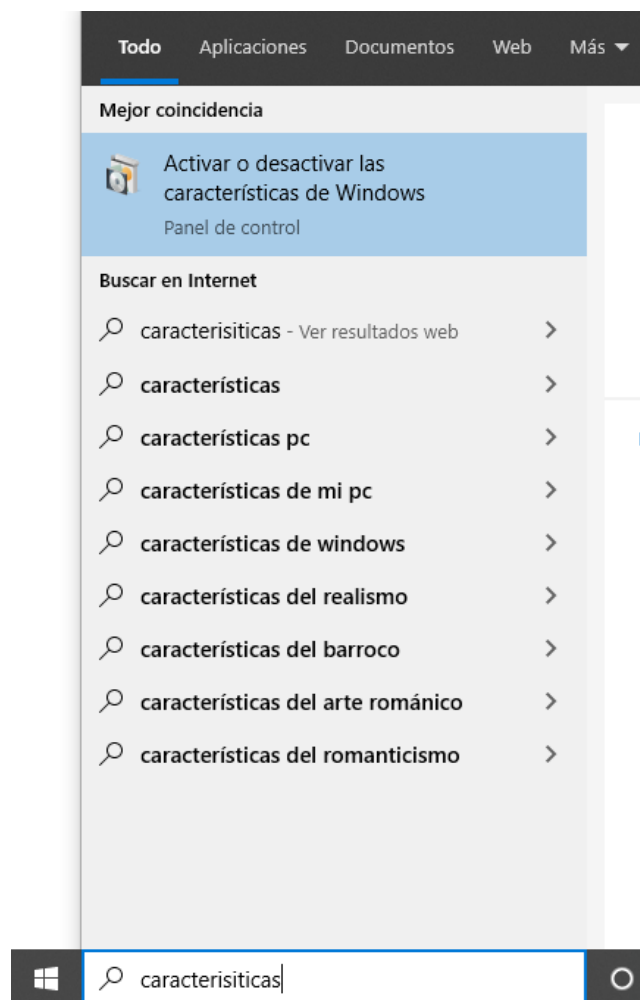 Todo Aplicaciones Documentos Web Más
Mejor coincidencia
Activar o desactivar las
características de Windows
Panel de control
Buscar en Internet
caracterisiticas - Ver resultados web
características
características pc
características de mi pc
características de windows
características del realismo
características del barroco
características del arte románico
características del romanticismo
caracterisiticas